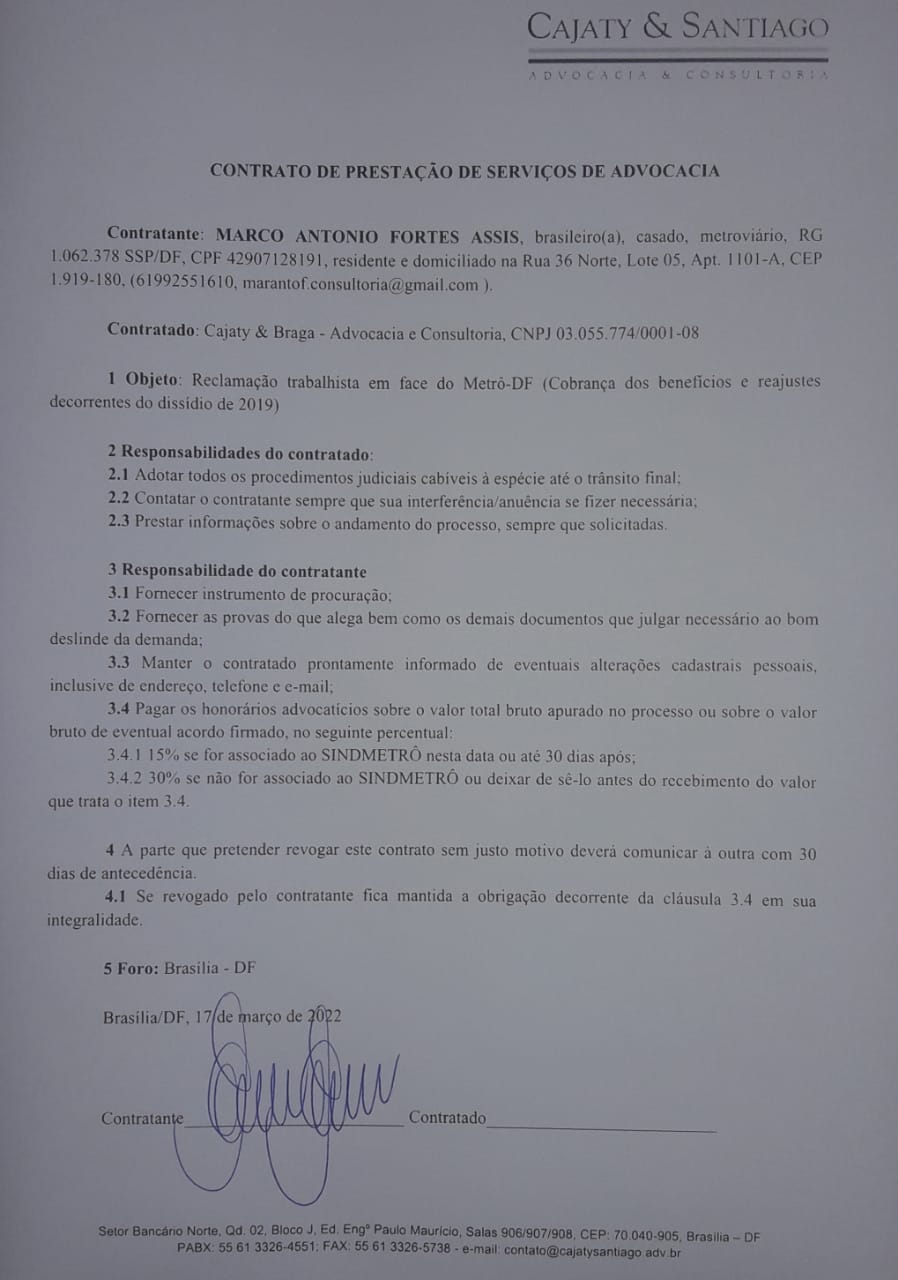 CAJATY & SANTIAGO
ADVOCACIA & CONSULTORIA
CONTRATO DE PRESTAÇÃO DE SERVIÇOS DE ADVOCACIA
Contratante: MARCO ANTONIO FORTES ASSIS, brasileiro(a), casado, metroviário, RG
1.062.378 SSP/DF, CPF 42907128191, residente e domiciliado na Rua 36 Norte, Lote 05, Apt. 1101-A, CEP
1.919-180, (61992551610, marantof.consultoria@gmail.com ).
Contratado: Cajaty & Braga - Advocacia e Consultoria, CNPJ 03.055.774/0001-08
1 Objeto: Reclamação trabalhista em face do Metrô-DF (Cobrança dos benefícios e reajustes
decorrentes do dissídio de 2019)
2 Responsabilidades do contratado:
2.1 Adotar todos os procedimentos judiciais cabíveis à espécie até o trânsito final;
2.2 Contatar o contratante sempre que sua interferência/anuência se fizer necessária;
2.3 Prestar informações sobre o andamento do processo, sempre que solicitadas.
3 Responsabilidade do contratante
3.1 Fornecer instrumento de procuração;
3.2 Fornecer as provas do que alega bem como os demais documentos que julgar necessário ao bom
deslinde da demanda;
3.3 Manter o contratado prontamente informado de eventuais alterações cadastrais pessoais,
inclusive de endereço, telefone e e-mail;
3.4 Pagar os honorários advocatícios sobre o valor total bruto apurado no processo ou sobre o valor
bruto de eventual acordo firmado, no seguinte percentual:
3.4.1 15% se for associado ao SINDMETRÔ nesta data ou até 30 dias após;
3.4.2 30% se não for associado ao SINDMETRÔ ou deixar de sê-lo antes do recebimento do valor
que trata o item 3.4.
4 A parte que pretender revogar este contrato sem justo motivo deverá comunicar à outra com 30
dias de antecedência.
4.1 Se revogado pelo contratante fica mantida a obrigação decorrente da cláusula 3.4 em sua
integralidade.
5 Foro: Brasília - DF
Brasília/DF, 17 de março de 2022
Contratante Contratado
Setor Bancário Norte, Qd. 02, Bloco J, Ed. Engº Paulo Maurício, Salas 906/907/908, CEP: 70.040-905, Brasília – DF
PABX: 55 61 3326-4551; FAX: 55 61 3326-5738 - e-mail: contato@cajatysantiago.adv.br